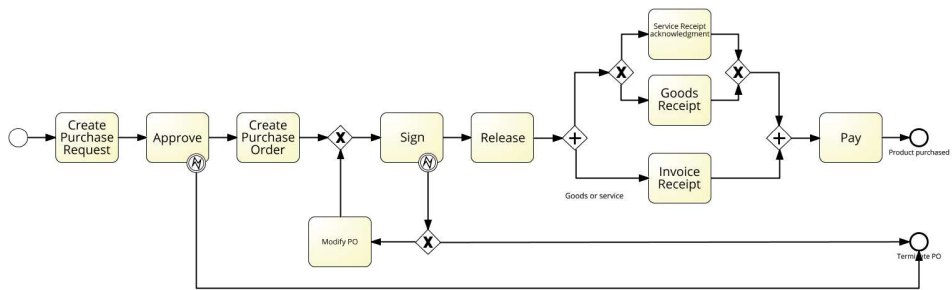 Service Receipt
acknowledgment
Create
Purchase
Request
Approve
Create
Purchase
Order
Sign
Release
Goods
Receipt
Invoice
Receipt
Pay
Product purchased
Goods or service
Modify PO
Terminate PO